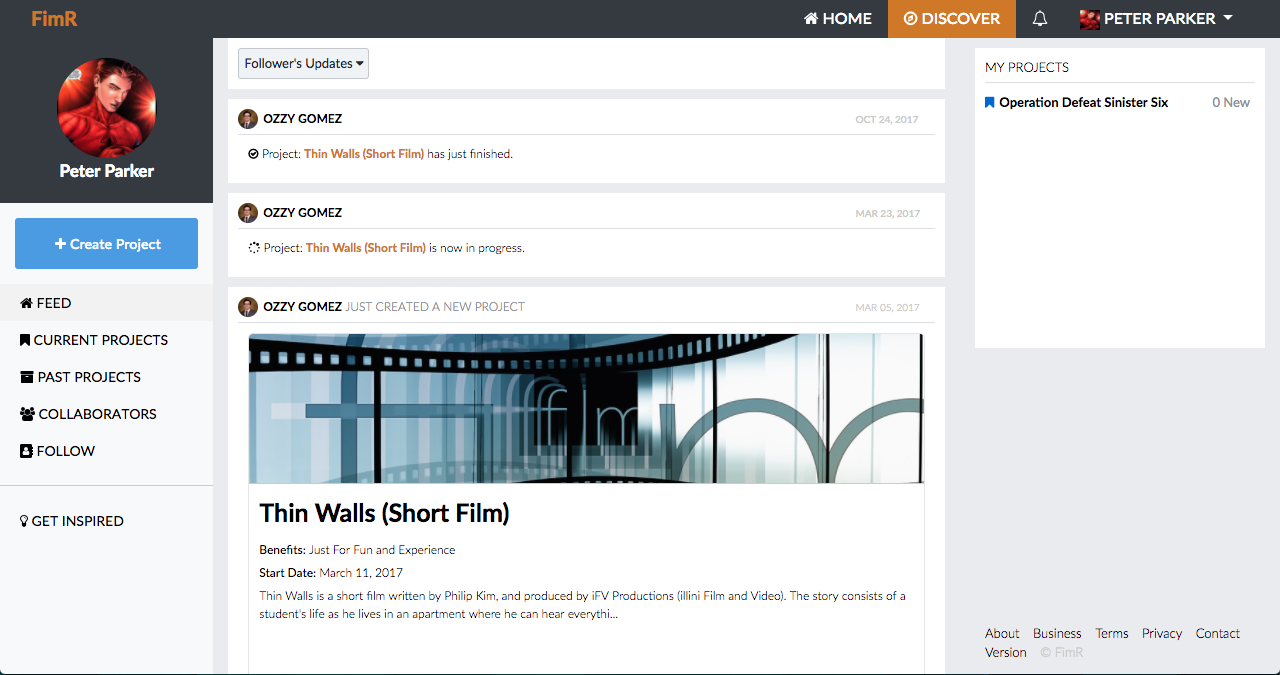 FimR
HOME
DISCOVER
PETER PARKER
Peter Parker
Create Project
FEED
CURRENT PROJECTS
PAST PROJECTS
COLLABORATORS
FOLLOW
GET INSPIRED
Follower's Updates
OZZY GOMEZ OCT 24, 2017
Project: Thin Walls (Short Film) has just finished.
OZZY GOMEZ MAR 23, 2017
Project: Thin Walls (Short Film) is now in progress.
OZZY GOMEZ JUST CREATED A NEW PROJECT MAR 05, 2017
film
Thin Walls (Short Film)
Benefits: Just For Fun and Experience
Start Date: March 11, 2017
Thin Walls is a short film written by Philip Kim, and produced by iFV Productions (illini Film and Video). The story consists of a
student's life as he lives in an apartment where he can hear everythi...
MY PROJECTS
Operation Defeat Sinister Six 0 New
About Business Terms Privacy Contact
Version © FimR